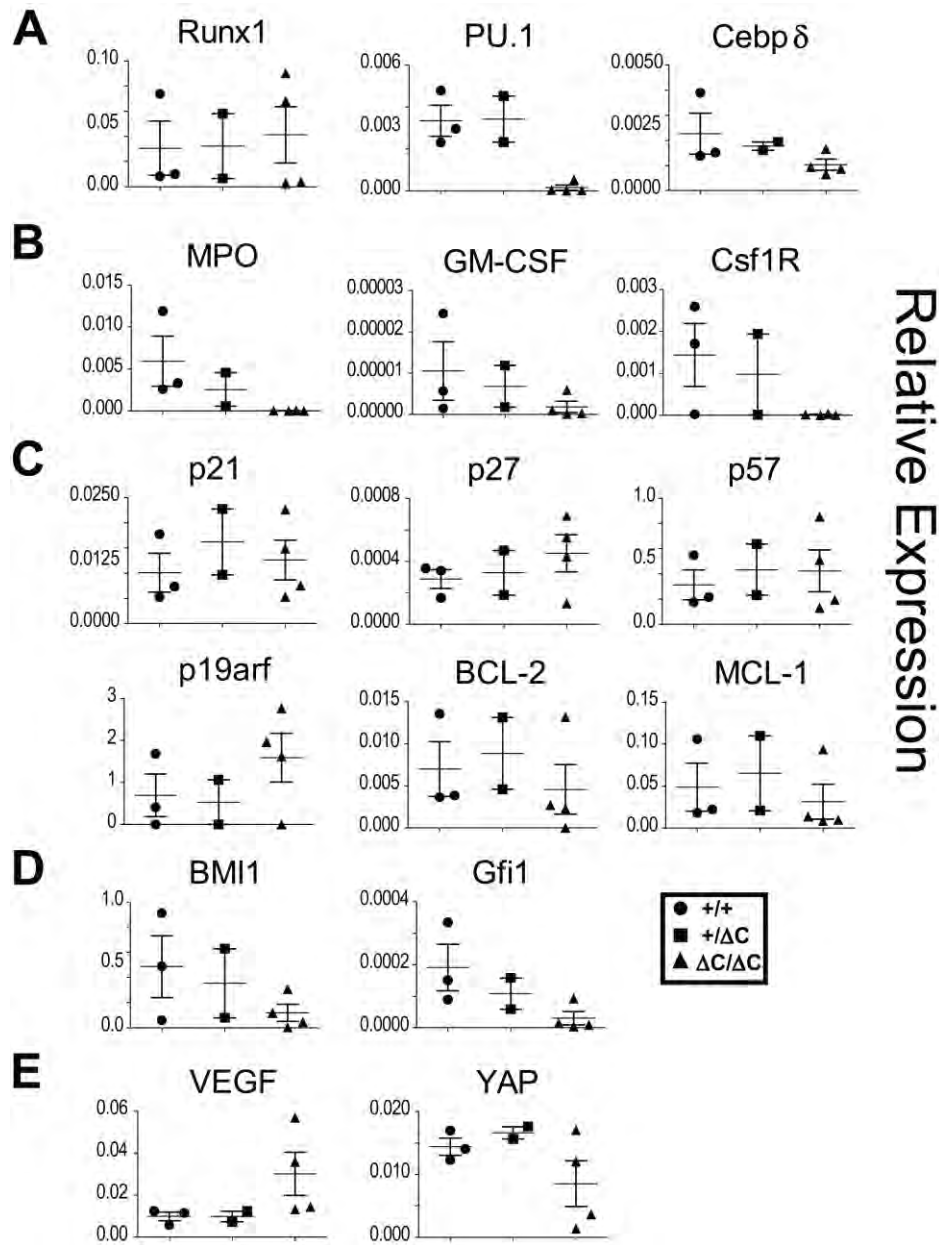 A
Runx1
PU.1
Cebp δ
0.10
0.05
0.00
0.006
0.003
0.000
0.0050
0.0025
0.0000
B
MPO
GM-CSF
Csf1R
0.015
0.010
0.005
0.000
0.00003
0.00002
0.00001
0.00000
0.003
0.002
0.001
0.000
C
p21
p27
p57
0.0250
0.0125
0.0000
0.0008
0.0004
0.0000
1.0
0.5
0.0
p19arf
BCL-2
MCL-1
3
2
1
0
0.015
0.010
0.005
0.000
0.15
0.10
0.05
0.00
D
BMI1
Gfi1
1.0
0.5
0.0
0.0004
0.0002
0.0000
+/+
+/ΔC
ΔC/ΔC
E
VEGF
YAP
0.06
0.04
0.02
0.00
0.020
0.010
0.000
Relative Expression